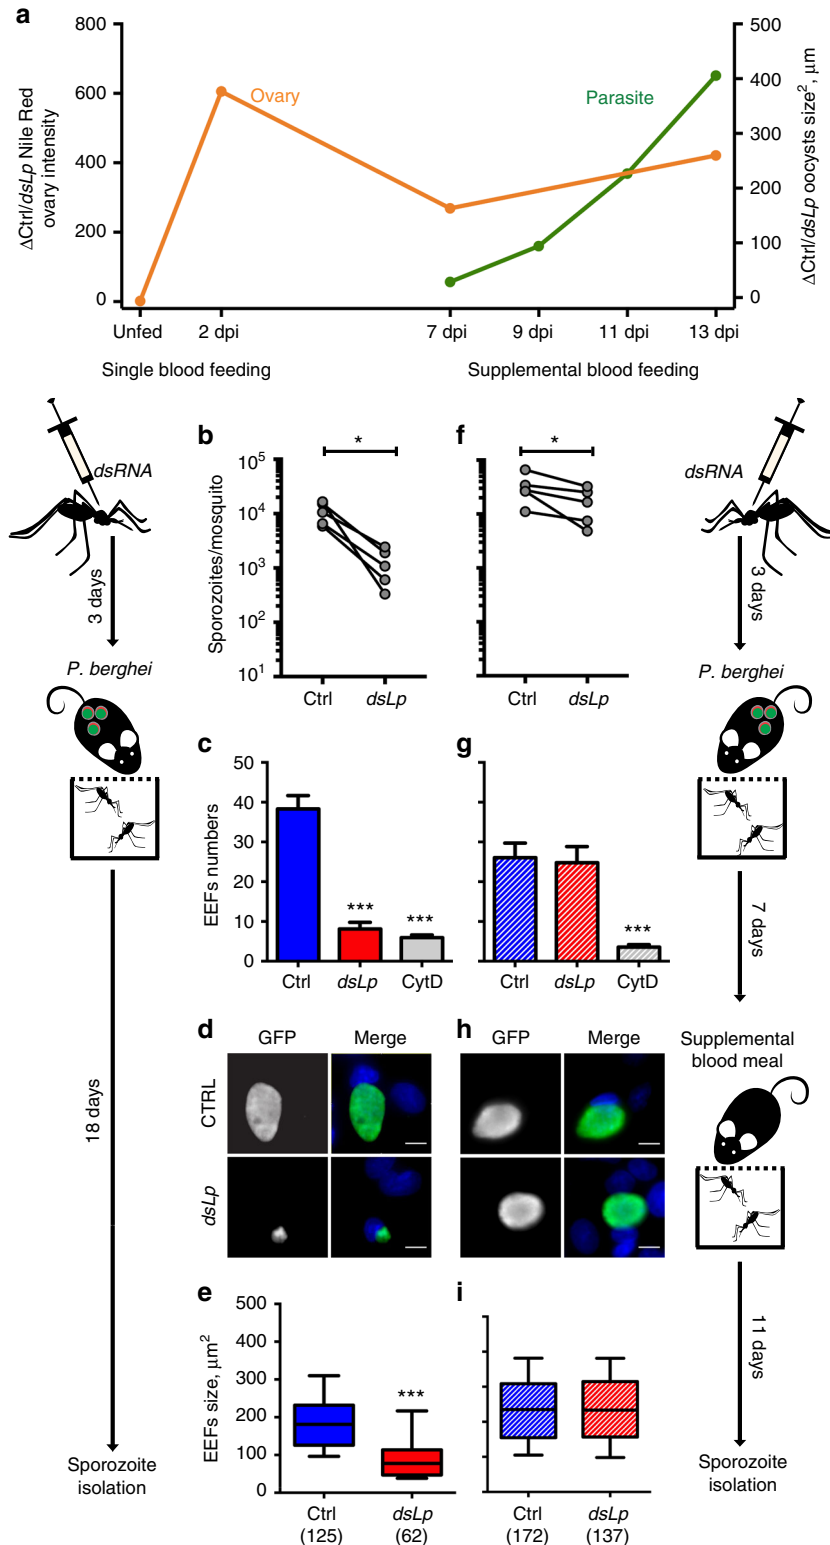 a
800
600
400
200
0
ΔCtrl/dsLp Nile Red
ovary intensity
Ovary
Parasite
500
400
300
200
100
0
ΔCtrl/dsLp oocysts size², μm
Unfed
2 dpi
7 dpi
9 dpi
11 dpi
13 dpi
Single blood feeding
Supplemental blood feeding
dsRNA
3 days
P. berghei
18 days
Sporozoite
isolation
b
*
Sporozoites/mosquito
10⁵
10⁴
10³
10²
10¹
Ctrl
dsLp
f
*
Ctrl
dsLp
c
EEFs numbers
50
40
30
20
10
0
***
***
Ctrl
dsLp
CytD
g
***
Ctrl
dsLp
CytD
d
GFP
Merge
CTRL
dsLp
h
GFP
Merge
e
EEFs size, μm²
500
400
300
200
100
0
***
Ctrl
(125)
dsLp
(62)
i
Ctrl
(172)
dsLp
(137)
dsRNA
3 days
P. berghei
7 days
Supplemental
blood meal
11 days
Sporozoite
isolation